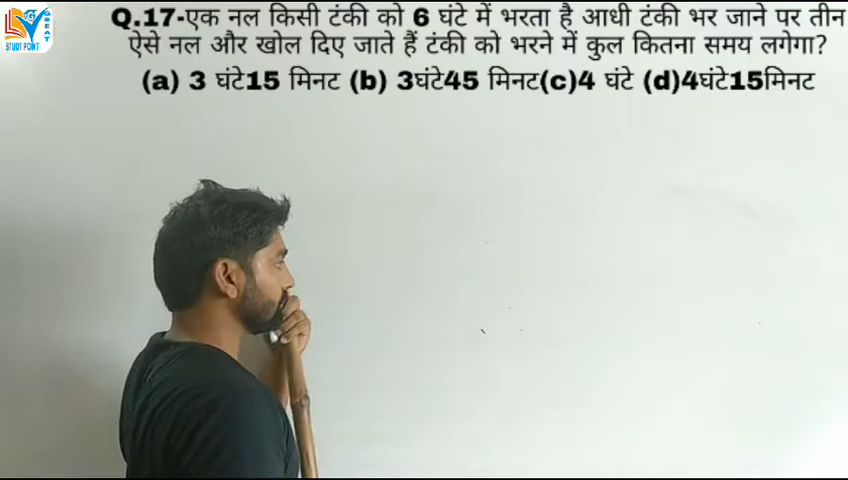 Q.17-एक नल किसी टंकी को 6 घंटे में भरता है आधी टंकी भर जाने पर तीन
ऐसे नल और खोल दिए जाते हैं टंकी को भरने में कुल कितना समय लगेगा?
(a) 3 घंटे15 मिनट (b) 3घंटे45 मिनट(c)4 घंटे (d)4घंटे15मिनट
GREAT
STUDY POINT